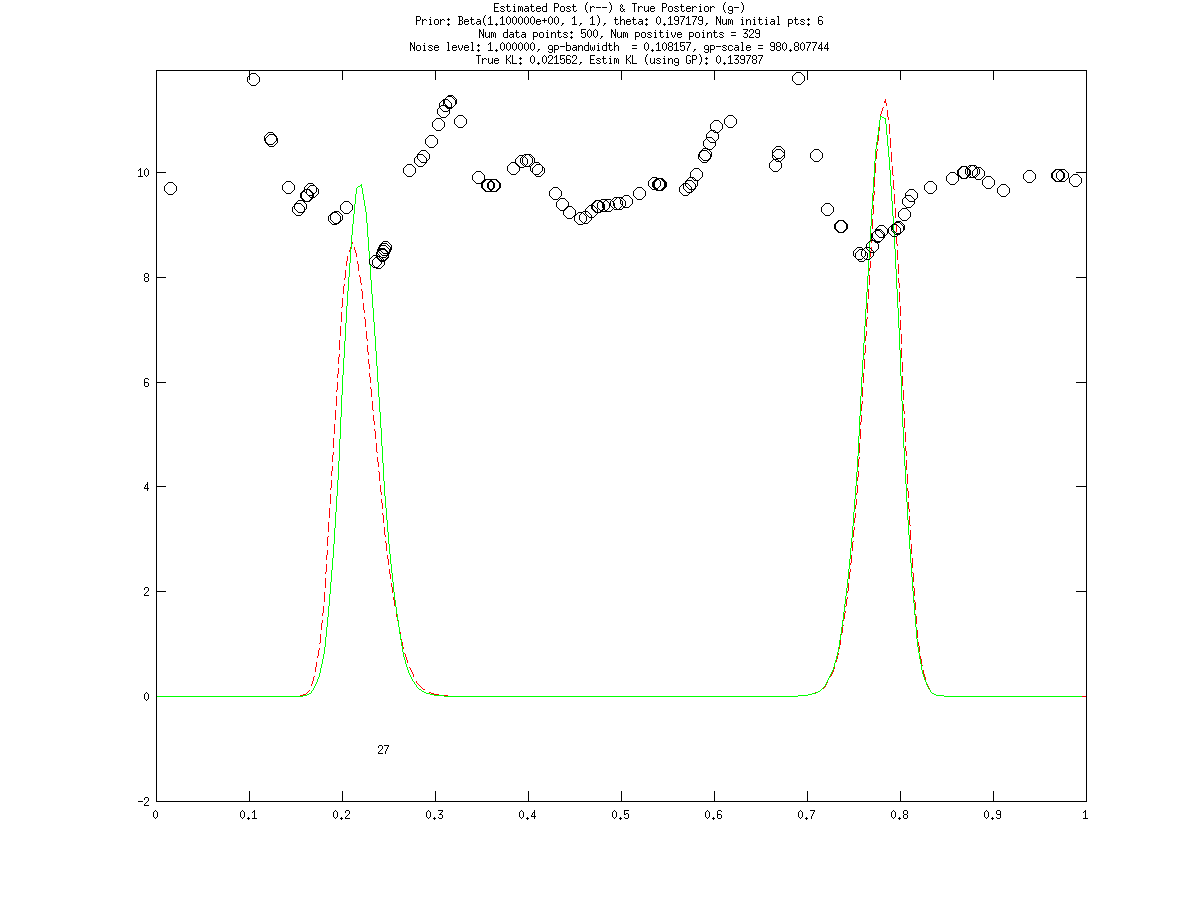 Estimated Post (r--) & True Posterior (g-)
Prior: Beta(1.100000e+00, 1, 1), theta: 0.197179, Num initial pts: 6
Num data points: 500, Num positive points = 329
Noise level: 1.000000, gp-bandwidth  = 0.108157, gp-scale = 980.807744
True KL: 0.021562, Estim KL (using GP): 0.139787
10
8
6
4
2
0
27
-2
0 0.1 0.2 0.3 0.4 0.5 0.6 0.7 0.8 0.9 1